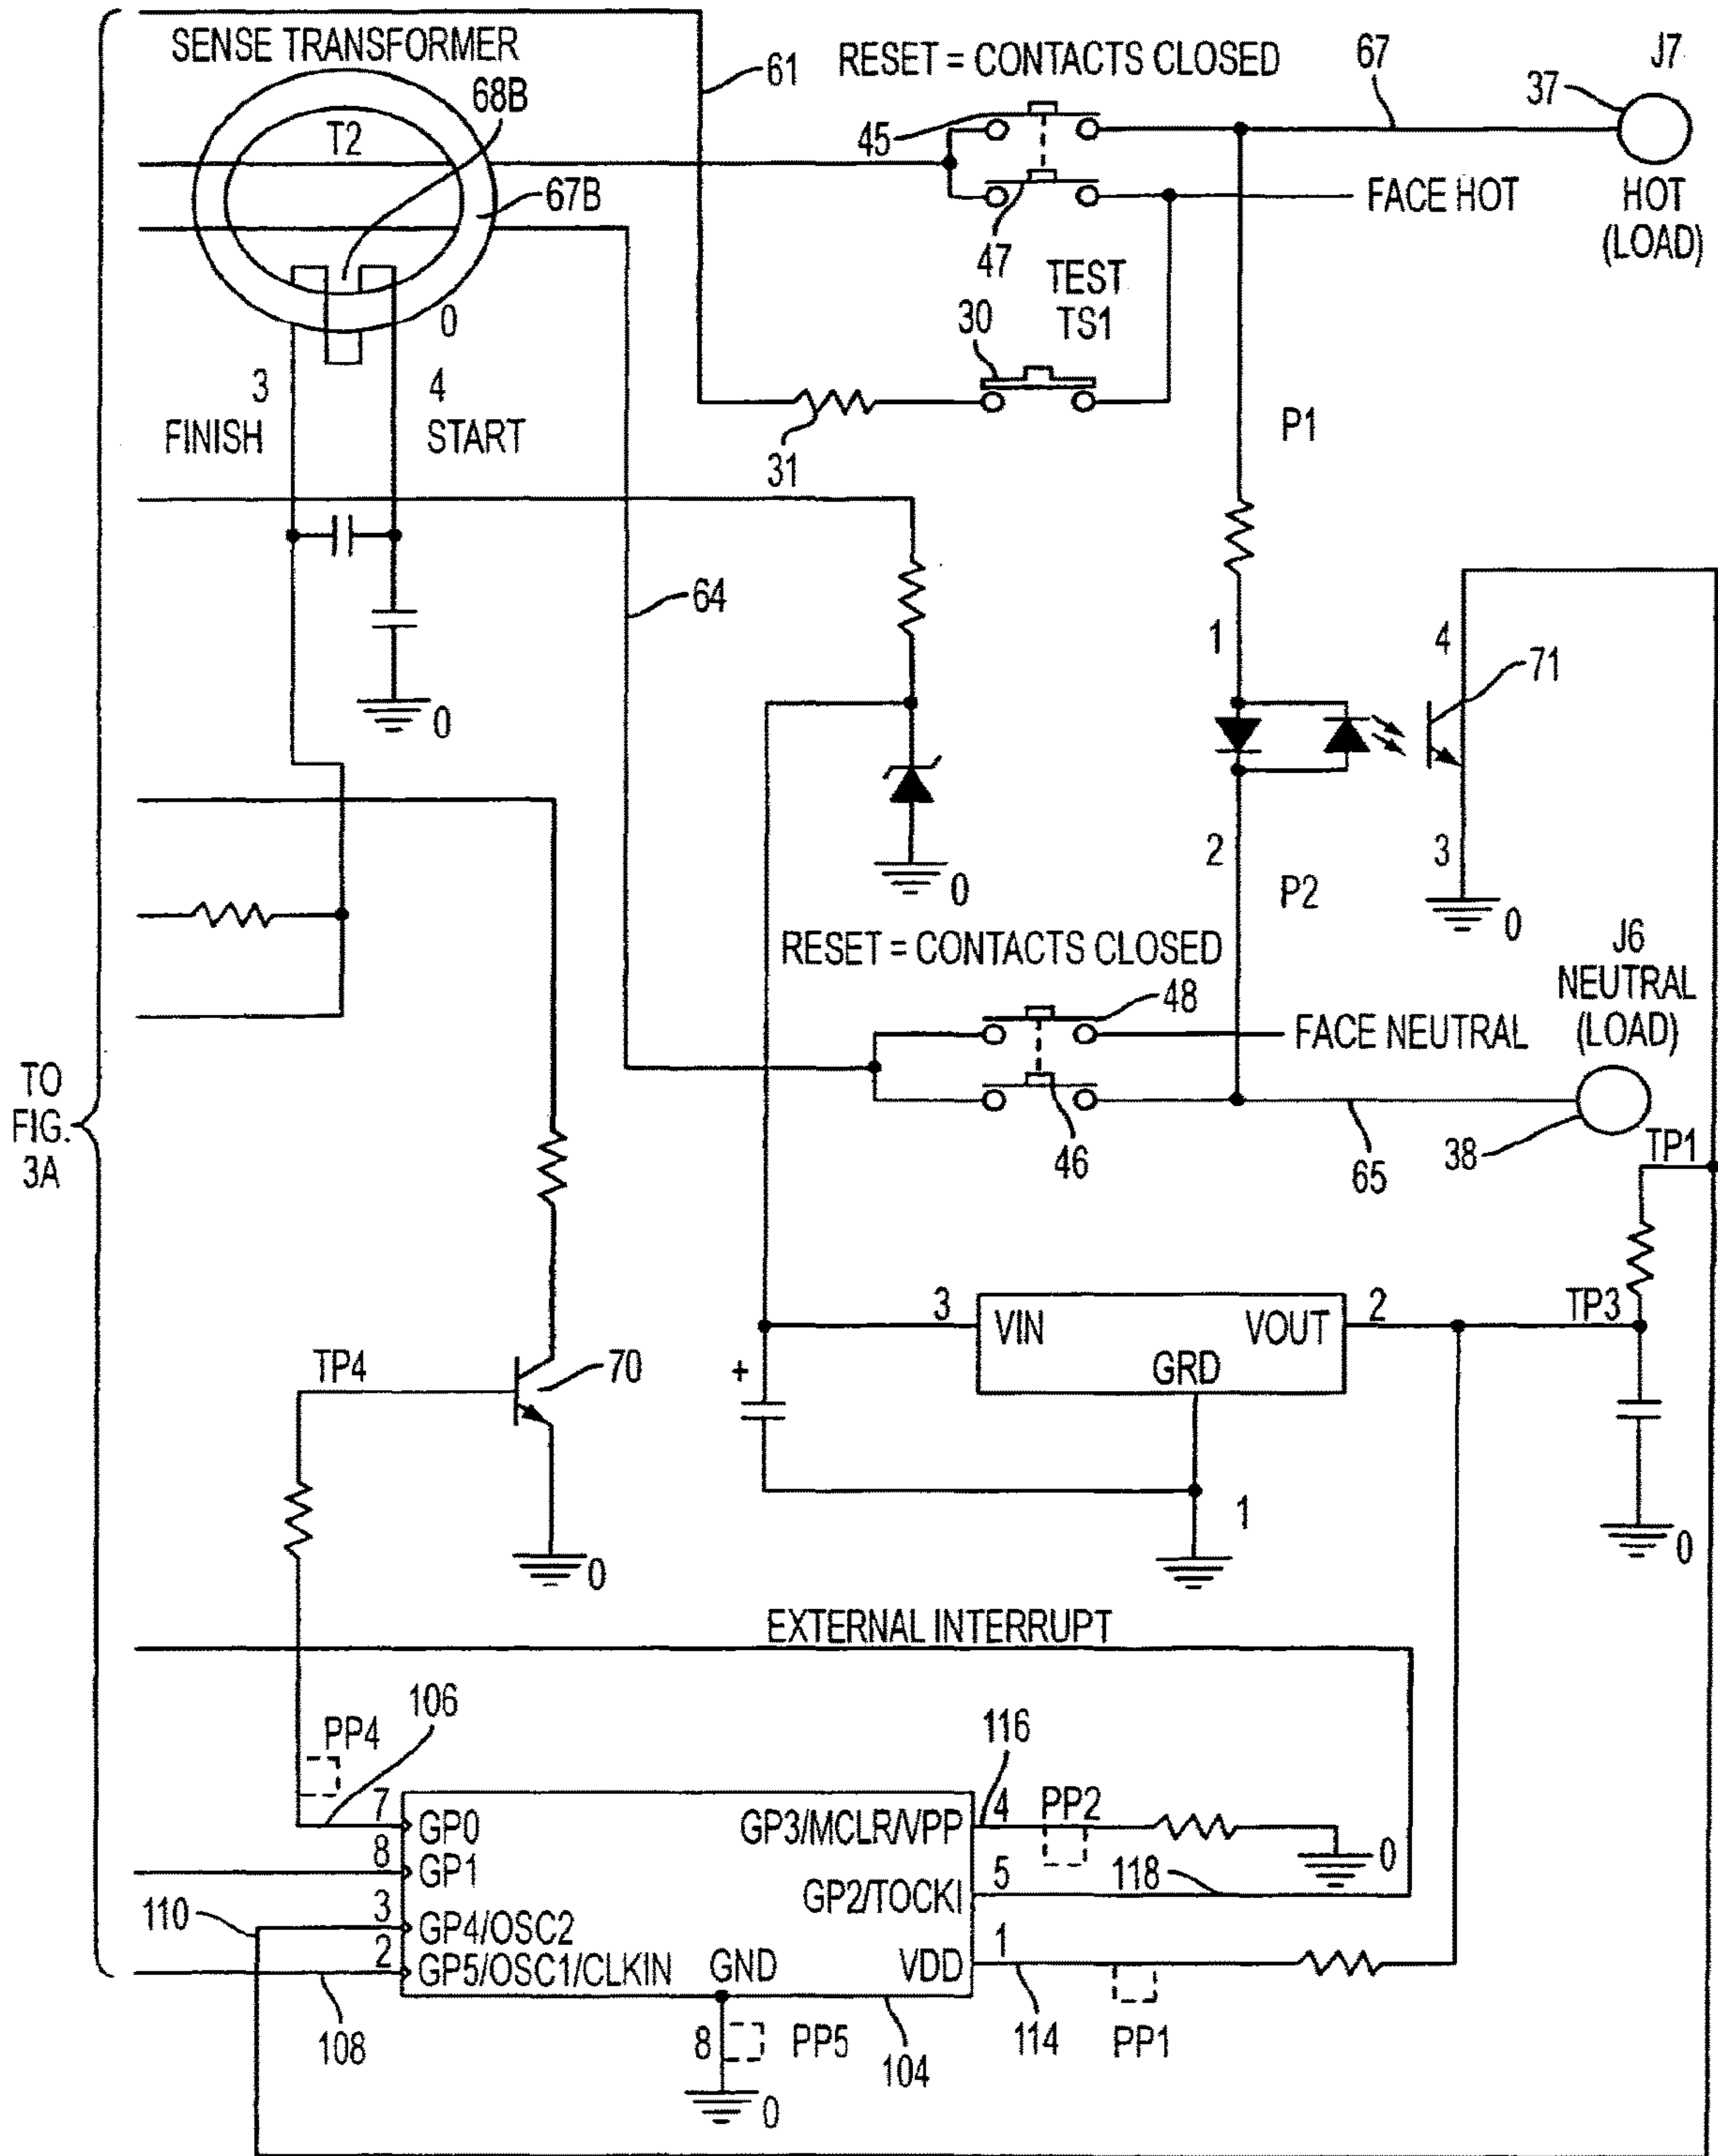 SENSE TRANSFORMER
61
RESET = CONTACTS CLOSED
67
J7
37
68B
T2
45
67B
FACE HOT
HOT
(LOAD)
47
TEST
TS1
0
30
3
4
FINISH
START
P1
31
64
1
4
71
0
2
3
0
P2
0
RESET = CONTACTS CLOSED
J6
NEUTRAL
(LOAD)
48
FACE NEUTRAL
TO
FIG.
3A
46
65
38
TP1
3
VIN
VOUT
2
TP3
GRD
+
TP4
70
1
0
0
EXTERNAL INTERRUPT
106
PP4
116
7
GP0
GP3/MCLR/VPP
4
PP2
0
8
GP1
5
118
GP2/TOCKI
110
3
GP4/OSC2
2
GP5/OSC1/CLKIN
GND
VDD
1
108
8
PP5
104
114
PP1
0